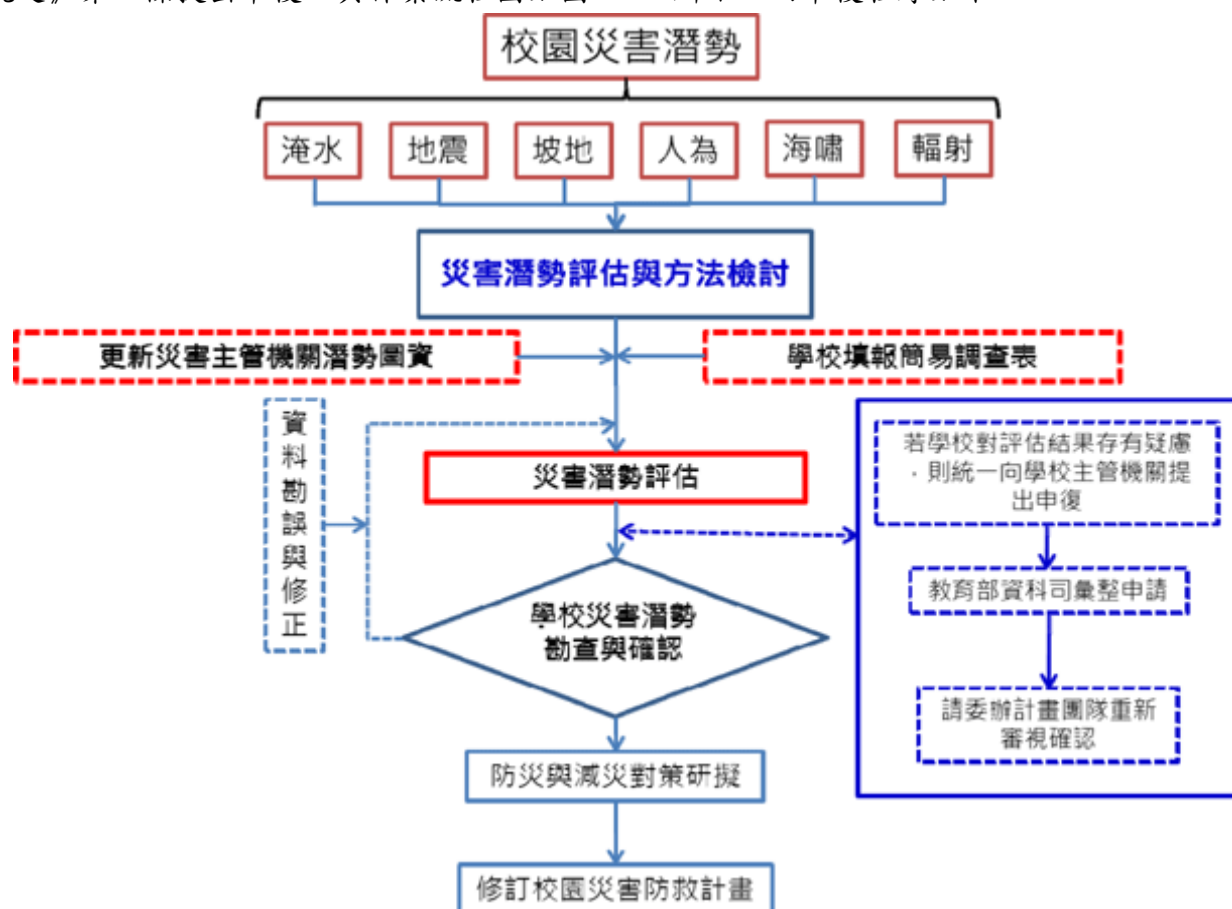 校園災害潛勢
淹水
地震
坡地
人為
海嘯
輻射
災害潛勢評估與方法檢討
更新災害主管機關潛勢圖資
學校填報簡易調查表
資料勘誤與修正
災害潛勢評估
若學校對評估結果存有疑慮
,則統一向學校主管機關提
出申復
教育部資科司彙整申請
學校災害潛勢
勘查與確認
請委辦計畫團隊重新
審視確認
防災與減災對策研擬
修訂校園災害防救計畫